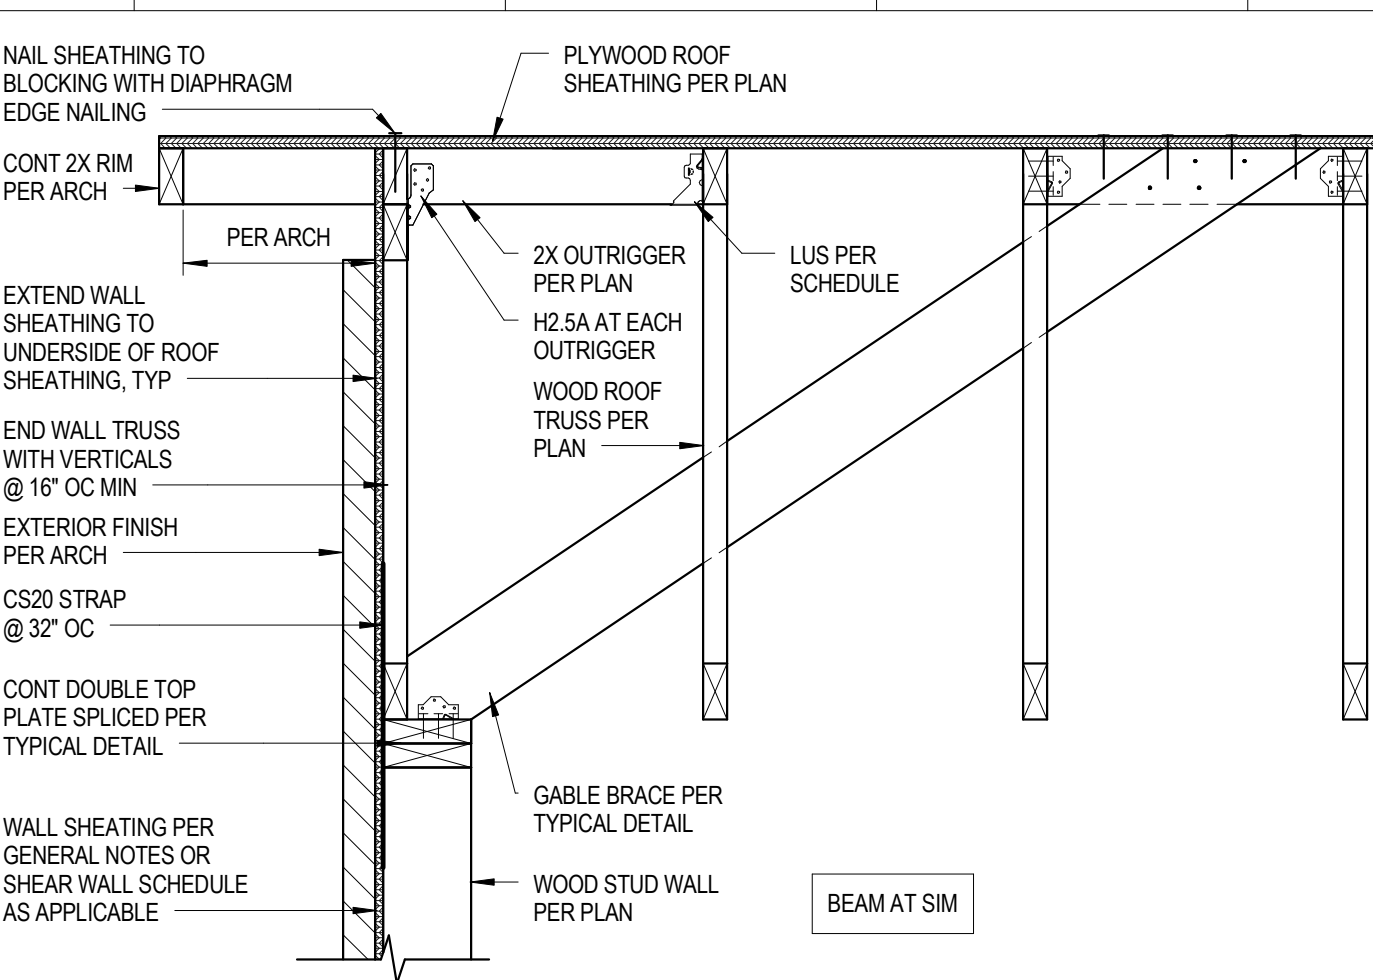 NAIL SHEATHING TO
BLOCKING WITH DIAPHRAGM
EDGE NAILING
PLYWOOD ROOF
SHEATHING PER PLAN
CONT 2X RIM
PER ARCH
PER ARCH
2X OUTRIGGER
PER PLAN
LUS PER
SCHEDULE
EXTEND WALL
SHEATHING TO
UNDERSIDE OF ROOF
SHEATHING, TYP
H2.5A AT EACH
OUTRIGGER
WOOD ROOF
TRUSS PER
PLAN
END WALL TRUSS
WITH VERTICALS
@ 16" OC MIN
EXTERIOR FINISH
PER ARCH
CS20 STRAP
@ 32" OC
CONT DOUBLE TOP
PLATE SPLICED PER
TYPICAL DETAIL
GABLE BRACE PER
TYPICAL DETAIL
WALL SHEATING PER
GENERAL NOTES OR
SHEAR WALL SCHEDULE
AS APPLICABLE
WOOD STUD WALL
PER PLAN
BEAM AT SIM